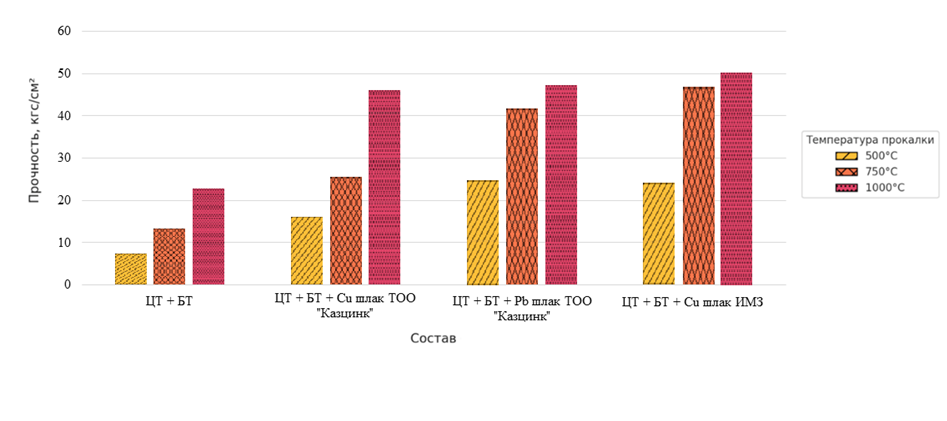 60
50
40
30
20
10
0
Прочность, кгс/см²
ЦТ + БТ
ЦТ + БТ + Cu шлак ТОО
"Казцинк"
ЦТ + БТ + Pb шлак ТОО
"Казцинк"
ЦТ + БТ + Cu шлак ИМЗ
Состав
Температура прокалки
500°C
750°C
1000°C